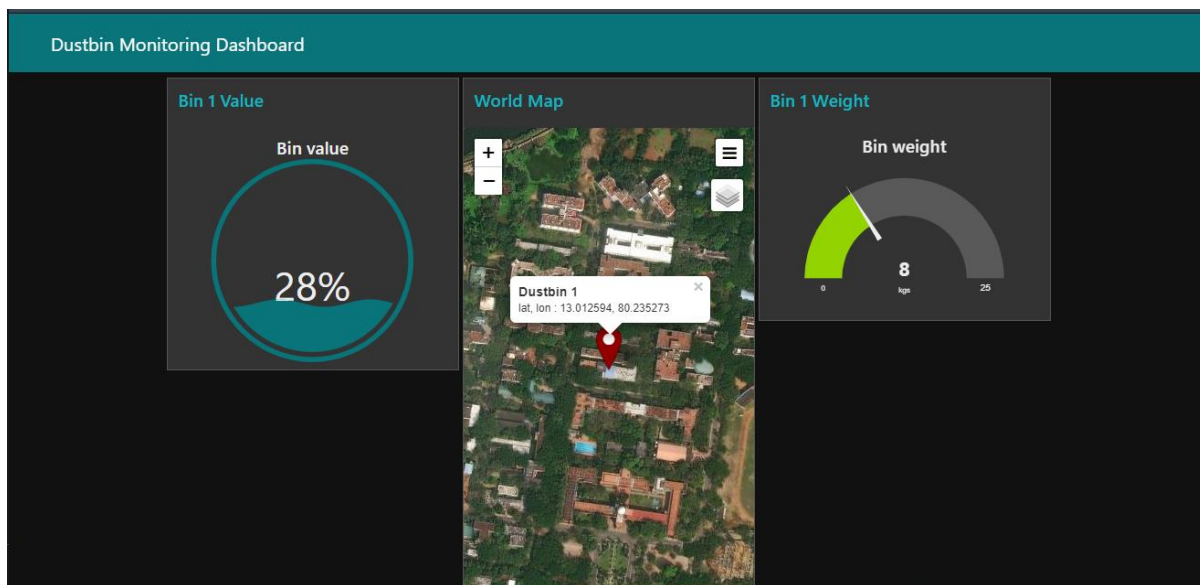 Dustbin Monitoring Dashboard
Bin 1 Value
Bin value
28%
World Map
+
−
Dustbin 1
×
lat, lon : 13.012594, 80.235273
Bin 1 Weight
Bin weight
8
0
kgs
25